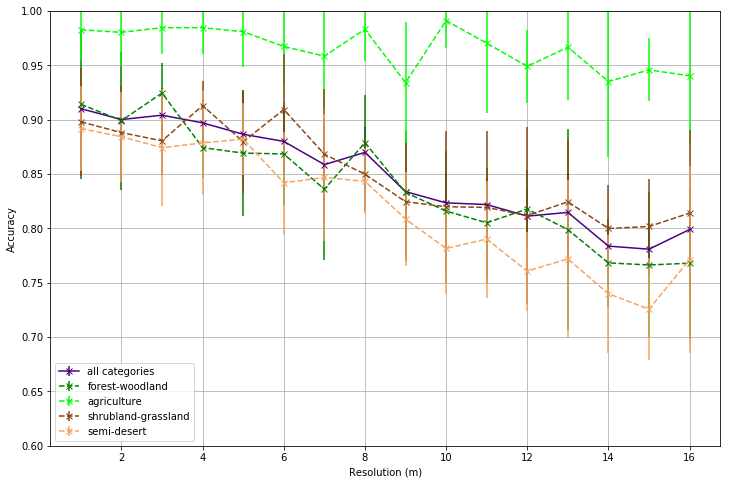 1.00
0.95
0.90
0.85
0.80
0.75
0.70
0.65
0.60
Accuracy
all categories
forest-woodland
agriculture
shrubland-grassland
semi-desert
2 4 6 8 10 12 14 16
Resolution (m)